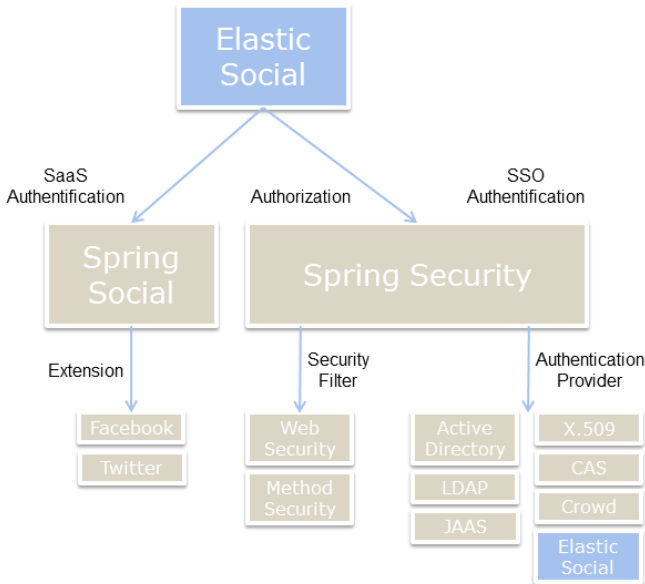 Elastic
Social
SaaS
Authentification
Authorization
SSO
Authentification
Spring
Social
Spring Security
Extension
Security
Filter
Authentication
Provider
Facebook
Twitter
Web
Security
Method
Security
Active
Directory
LDAP
JAAS
X.509
CAS
Crowd
Elastic
Social